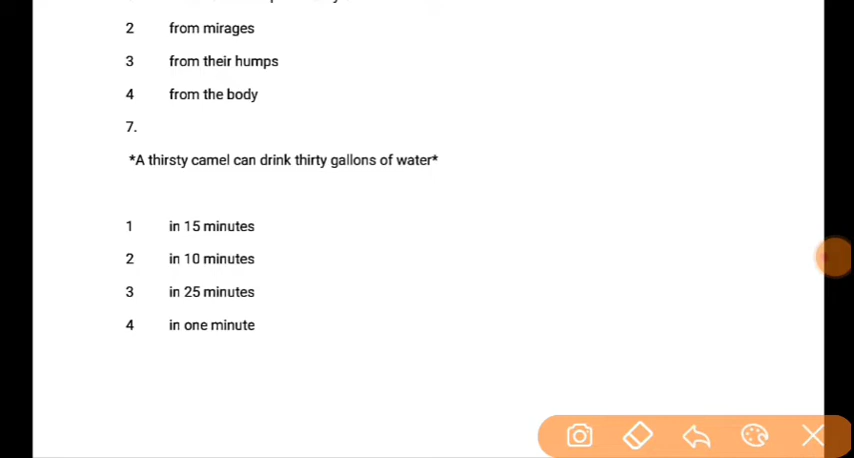 2 from mirages
3 from their humps
4 from the body
7.
*A thirsty camel can drink thirty gallons of water*
1 in 15 minutes
2 in 10 minutes
3 in 25 minutes
4 in one minute